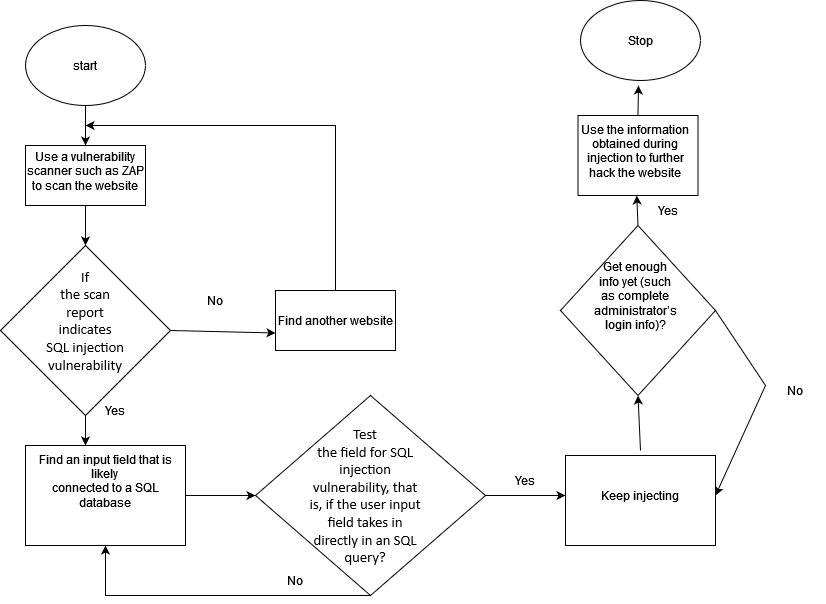 start
Use a vulnerability
scanner such as ZAP
to scan the website
If
the scan
report
indicates
SQL injection
vulnerability
No
Find another website
Yes
Find an input field that is
likely
connected to a SQL
database
Test
the field for SQL
injection
vulnerability, that
is, if the user input
field takes in
directly in an SQL
query?
No
Yes
Keep injecting
Get enough
info yet (such
as complete
administrator's
login info)?
No
Yes
Use the information
obtained during
injection to further
hack the website
Stop